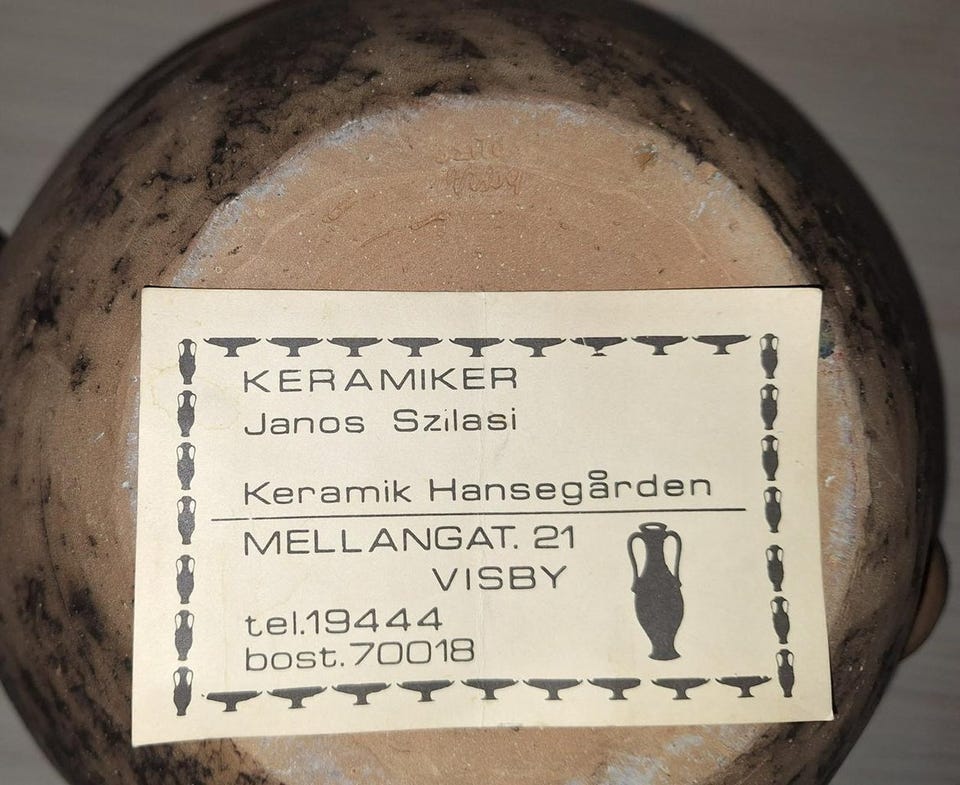 KERAMIKER
Janos Szilasi
Keramik Hansegården
MELLANGAT. 21
VISBY
tel.19444
bost.70018